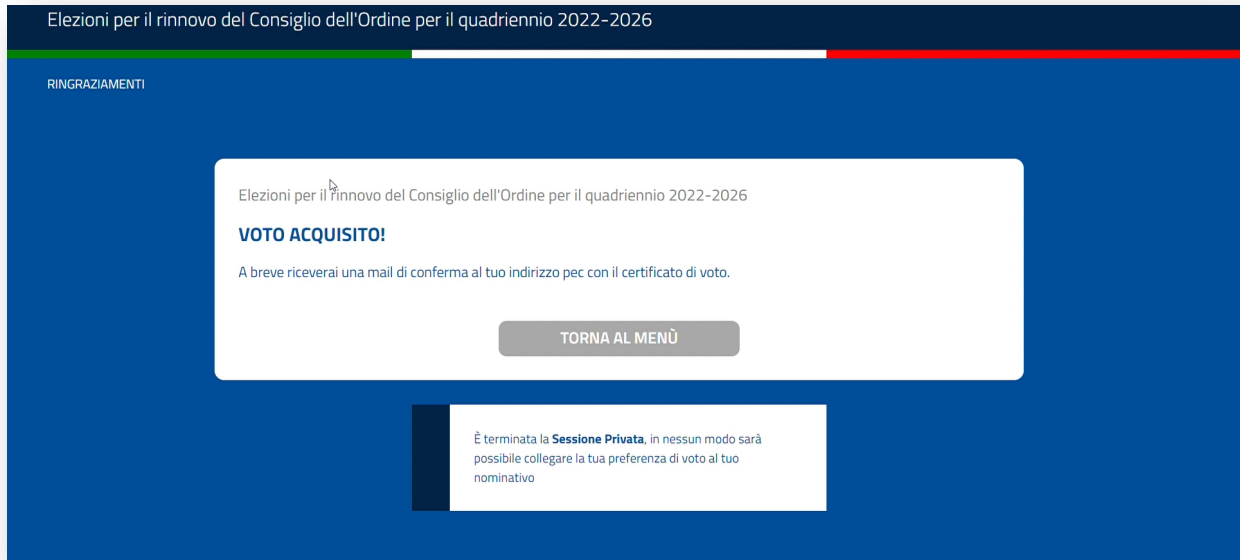 Elezioni per il rinnovo del Consiglio dell'Ordine per il quadriennio 2022-2026
RINGRAZIAMENTI
Elezioni per il rinnovo del Consiglio dell'Ordine per il quadriennio 2022-2026
VOTO ACQUISITO!
A breve riceverai una mail di conferma al tuo indirizzo pec con il certificato di voto.
TORNA AL MENÙ
È terminata la Sessione Privata, in nessun modo sarà
possibile collegare la tua preferenza di voto al tuo
nominativo